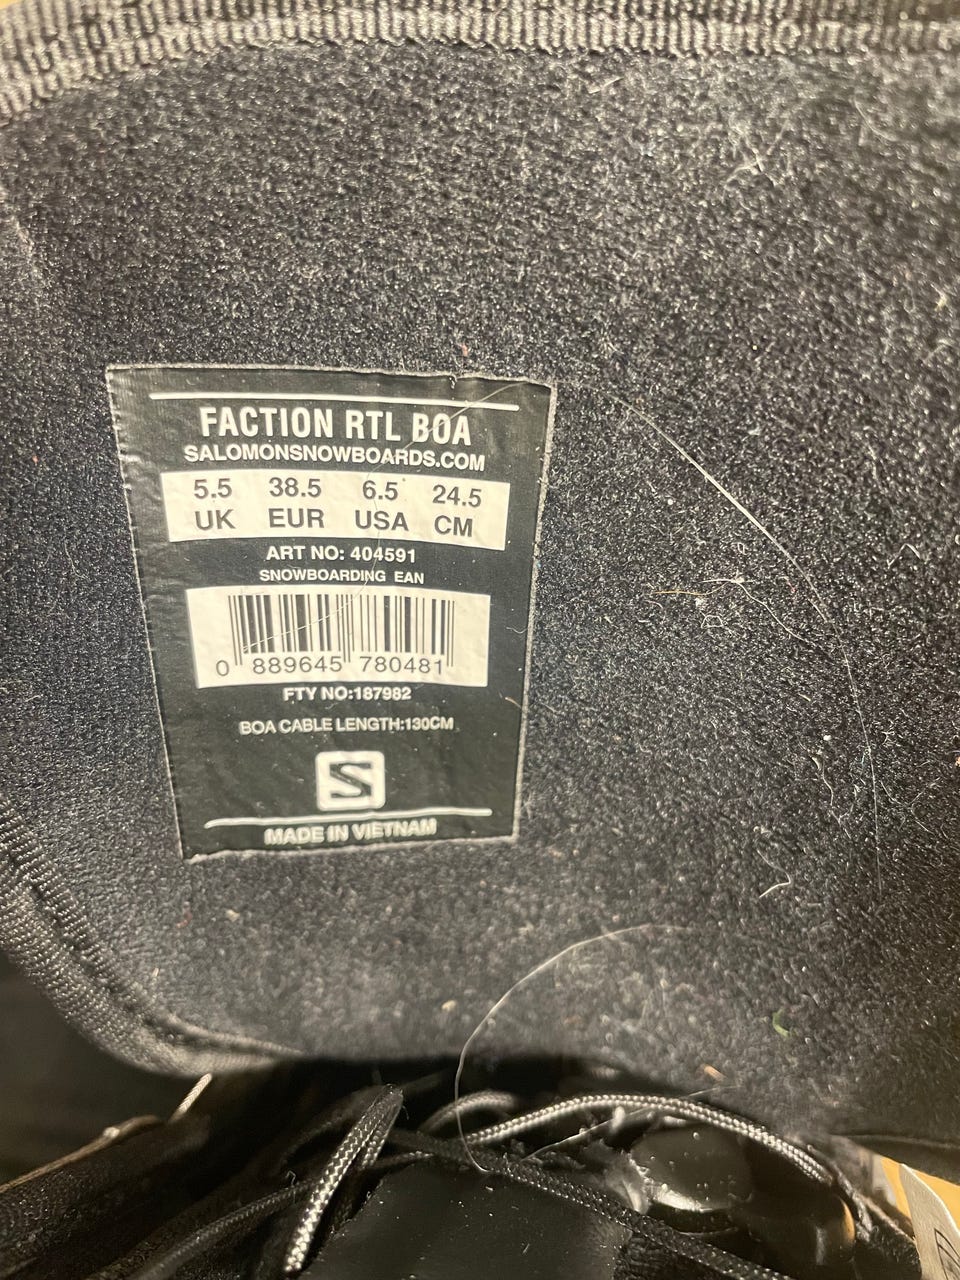 FACTION RTL BOA
SALOMONSNOWBOARDS.COM
5.5 38.5 6.5 24.5
UK EUR USA CM
ART NO: 404591
SNOWBOARDING EAN
0 889645 780481
FTY NO:187982
BOA CABLE LENGTH:130CM
S
MADE IN VIETNAM